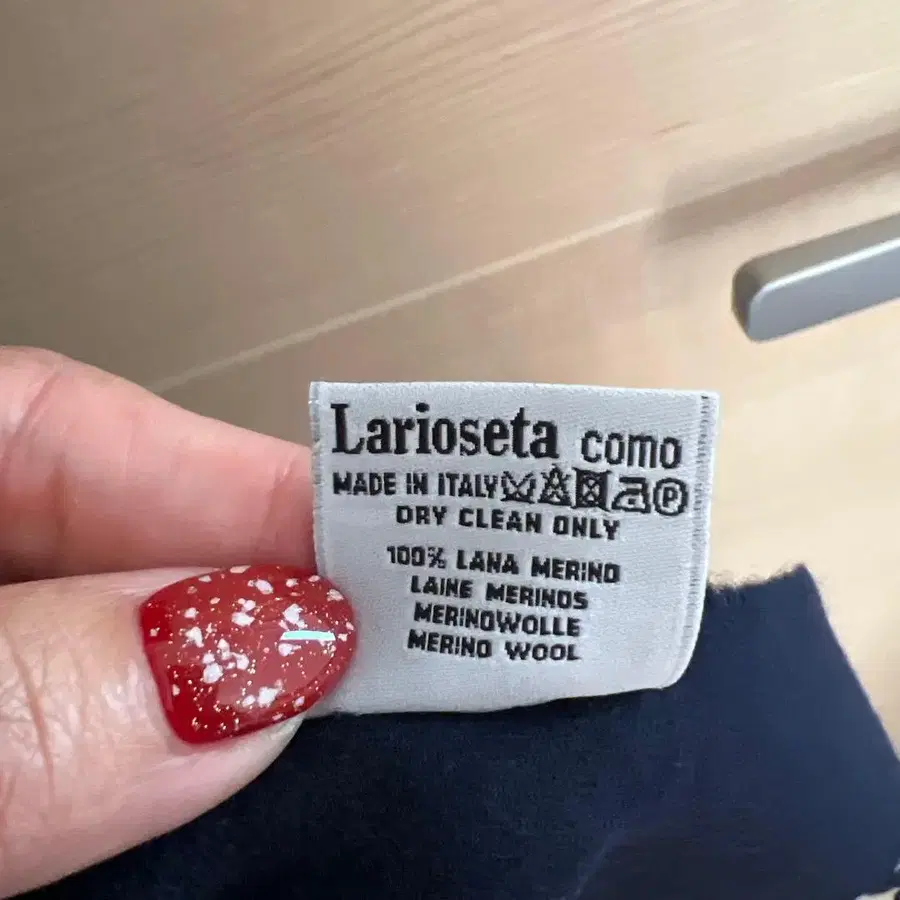 Larioseta como
MADE IN ITALY P
DRY CLEAN ONLY
100% LANA MERINO
LAINE MERINOS
MERINOWOLLE
MERINO WOOL